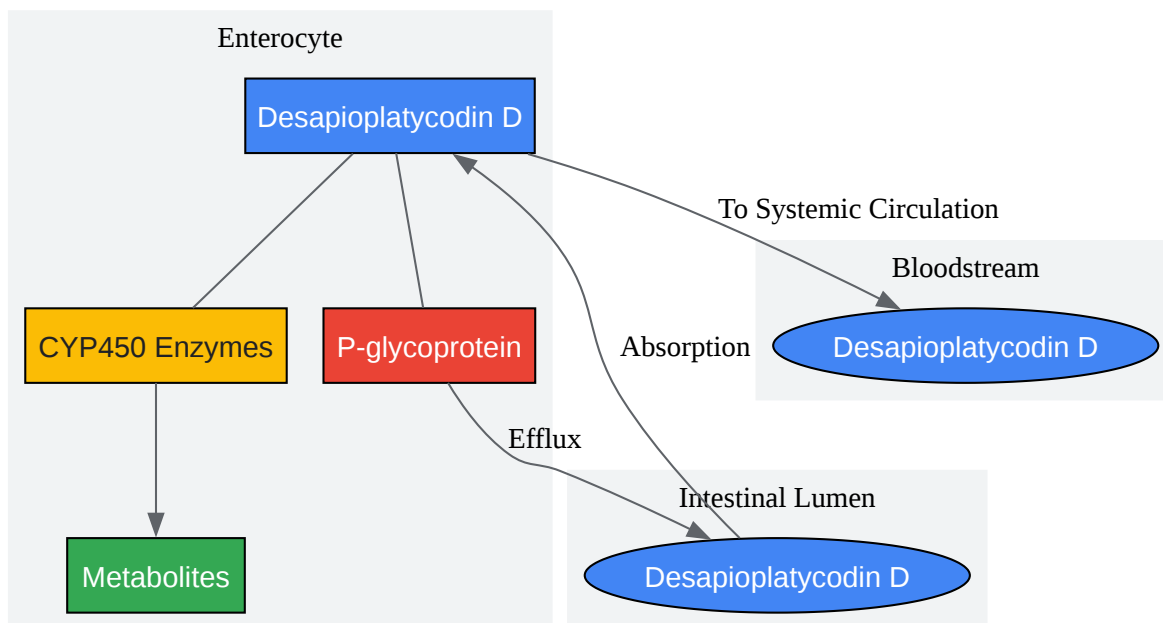 Enterocyte
Desapioplatycodin D
To Systemic Circulation
Bloodstream
CYP450 Enzymes
P-glycoprotein
Absorption
Desapioplatycodin D
Efflux
Intestinal Lumen
Metabolites
Desapioplatycodin D